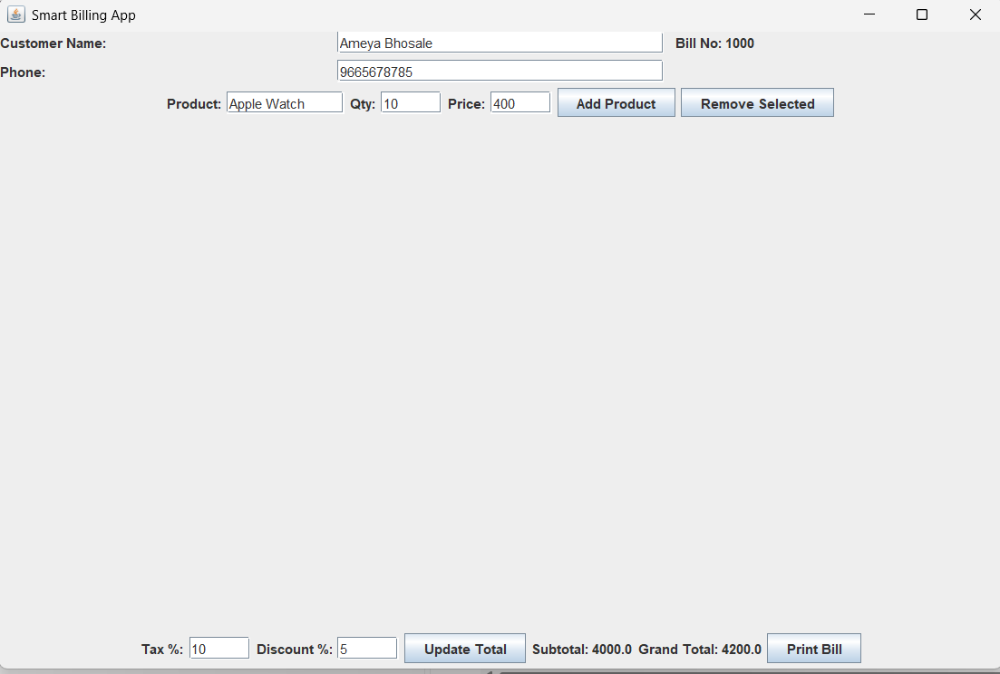 Smart Billing App
Customer Name: Ameya Bhosale Bill No: 1000
Phone: 9665678785
Product: Apple Watch Qty: 10 Price: 400 Add Product Remove Selected
Tax %: 10 Discount %: 5 Update Total Subtotal: 4000.0 Grand Total: 4200.0 Print Bill